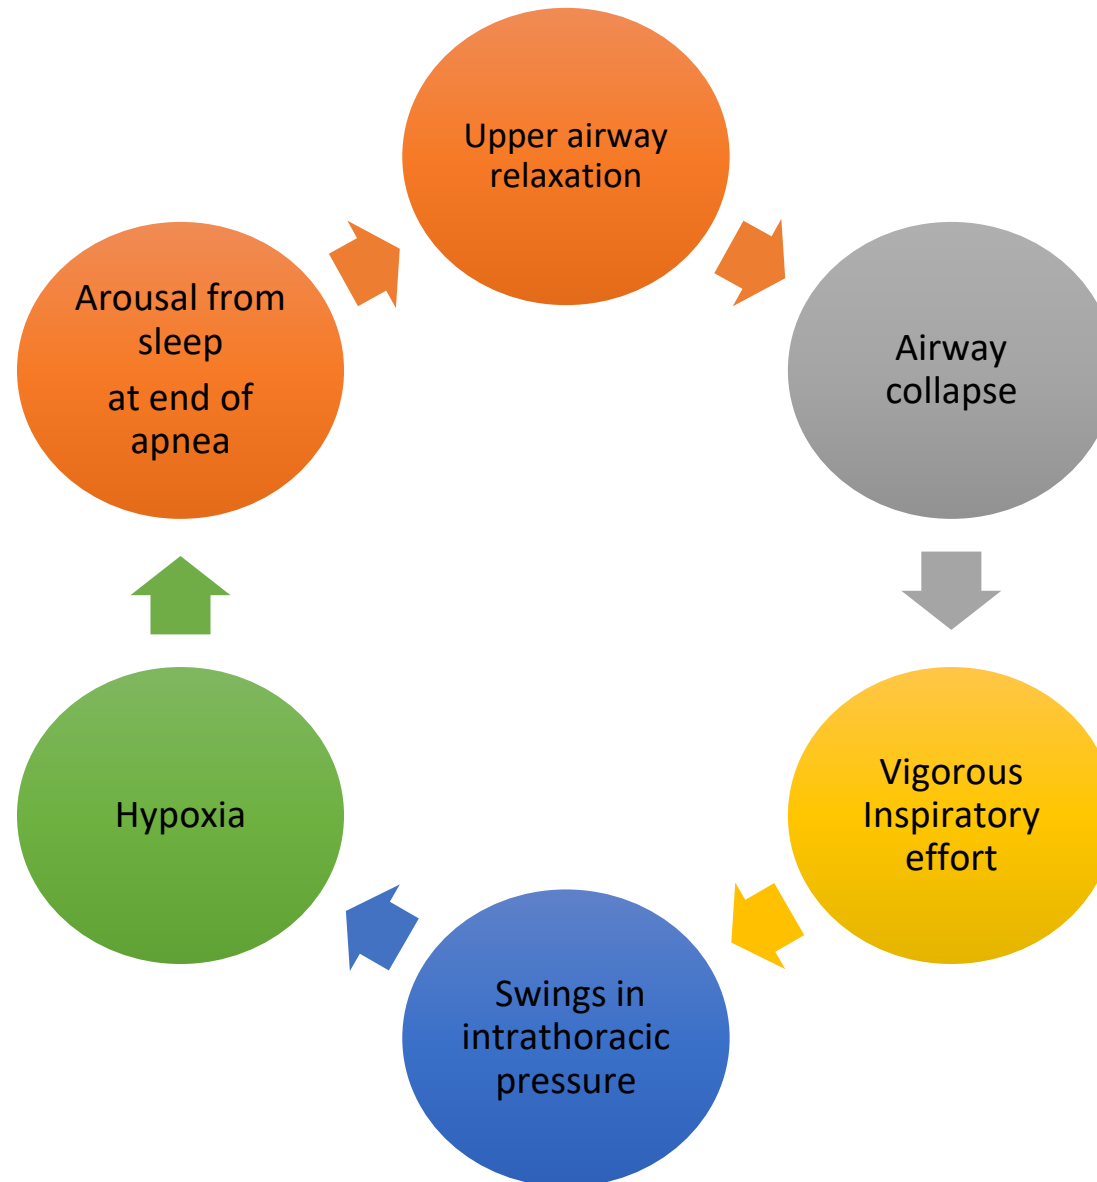 Upper airway
relaxation
Airway
collapse
Vigorous
Inspiratory
effort
Swings in
intrathoracic
pressure
Hypoxia
Arousal from
sleep
at end of
apnea